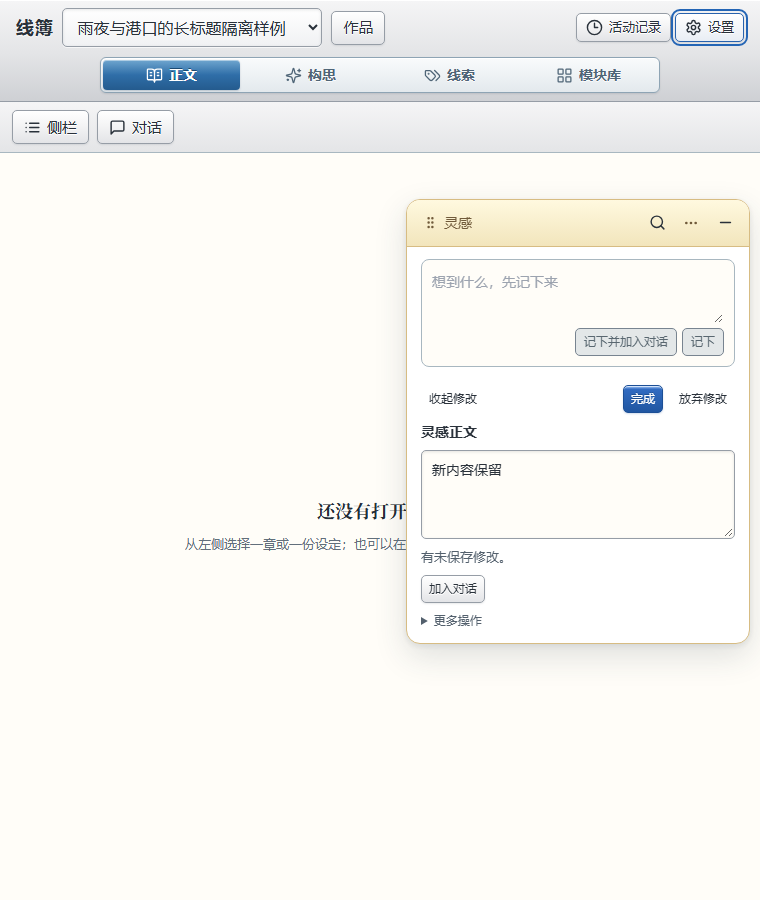 线簿
雨夜与港口的长标题隔离样例
作品
活动记录
设置
正文
构思
线索
模块库
侧栏
对话
灵感
想到什么，先记下来
记下并加入对话
记下
收起修改
完成
放弃修改
灵感正文
新内容保留
有未保存修改。
加入对话
更多操作
还没有打开
从左侧选择一章或一份设定；也可以在